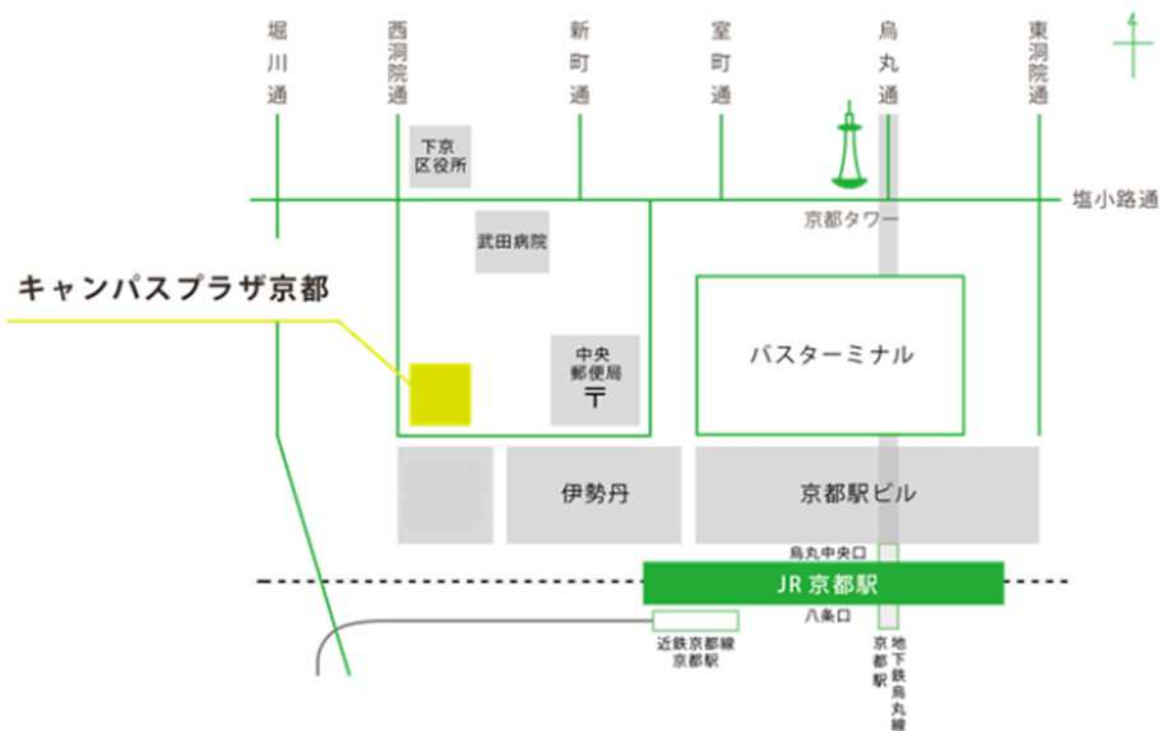 堀川通
西洞院通
新町通
室町通
烏丸通
東洞院通
4
下京
区役所
塩小路通
京都タワー
武田病院
キャンパスプラザ京都
中央
郵便局
〒
バスターミナル
伊勢丹
京都駅ビル
烏丸中央口
JR 京都駅
八条口
近鉄京都線
京都駅
地下鉄烏丸線
京都駅